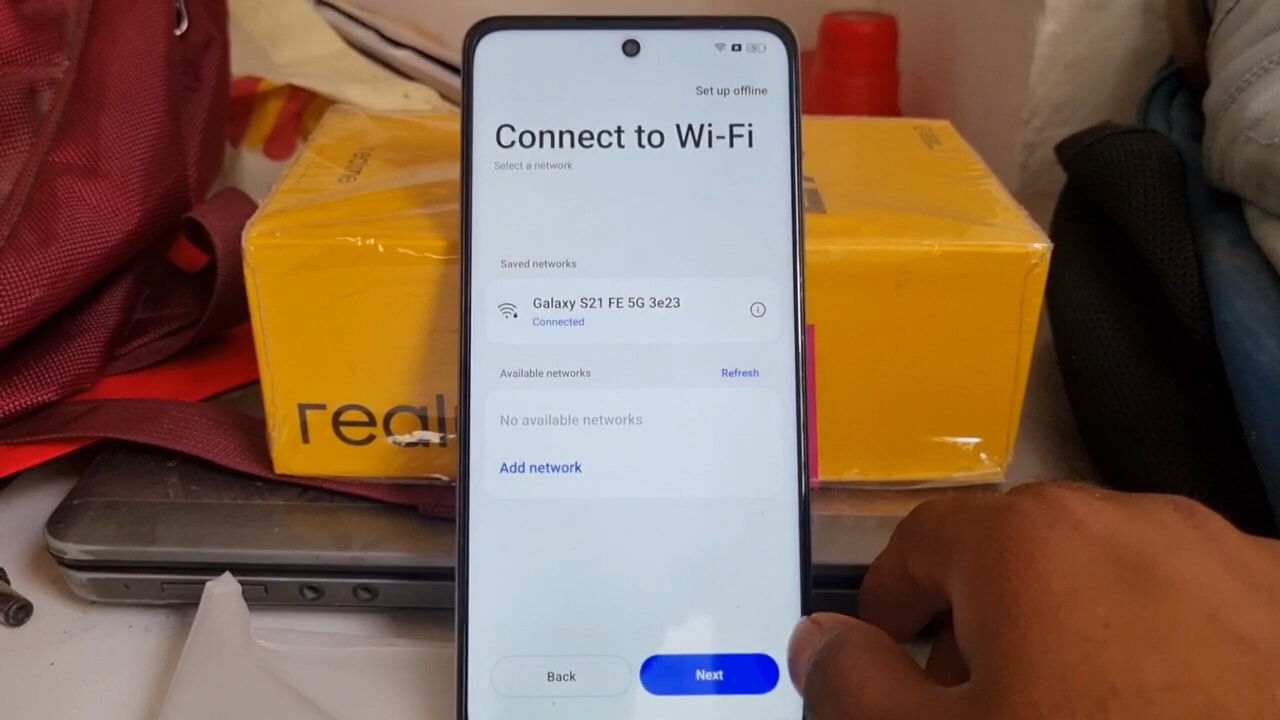 Set up offline
Connect to Wi-Fi
Select a network
Saved networks
Galaxy S21 FE 5G 3e23
Connected
Available networks
Refresh
No available networks
Add network
Back
Next
realme
real